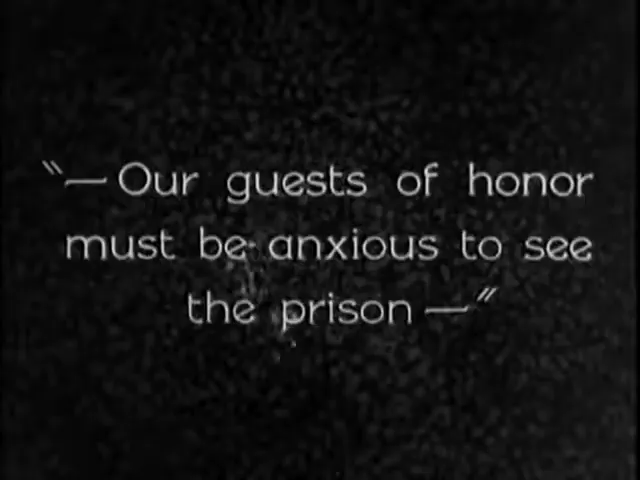 "—Our guests of honor
must be anxious to see
the prison—"